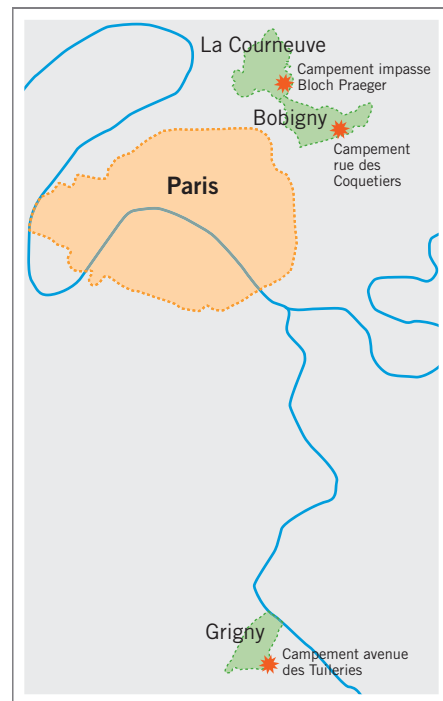 La Courneuve
Campement impasse
Bloch Praeger
Bobigny
Campement
rue des
Coquetiers
Paris
Grigny
Campement avenue
des Tuileries